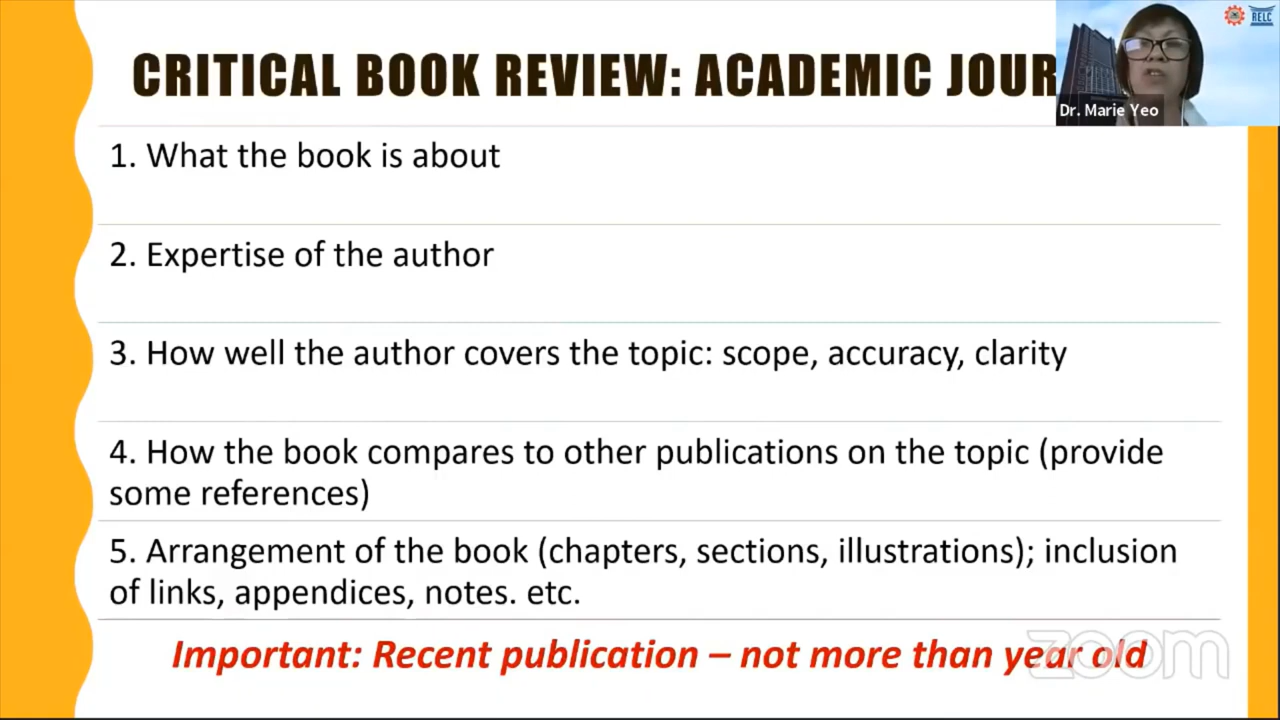 CRITICAL BOOK REVIEW: ACADEMIC JOUR
RELC
Dr. Marie Yeo
1. What the book is about
2. Expertise of the author
3. How well the author covers the topic: scope, accuracy, clarity
4. How the book compares to other publications on the topic (provide
some references)
5. Arrangement of the book (chapters, sections, illustrations); inclusion
of links, appendices, notes. etc.
Important: Recent publication – not more than year old
zoom